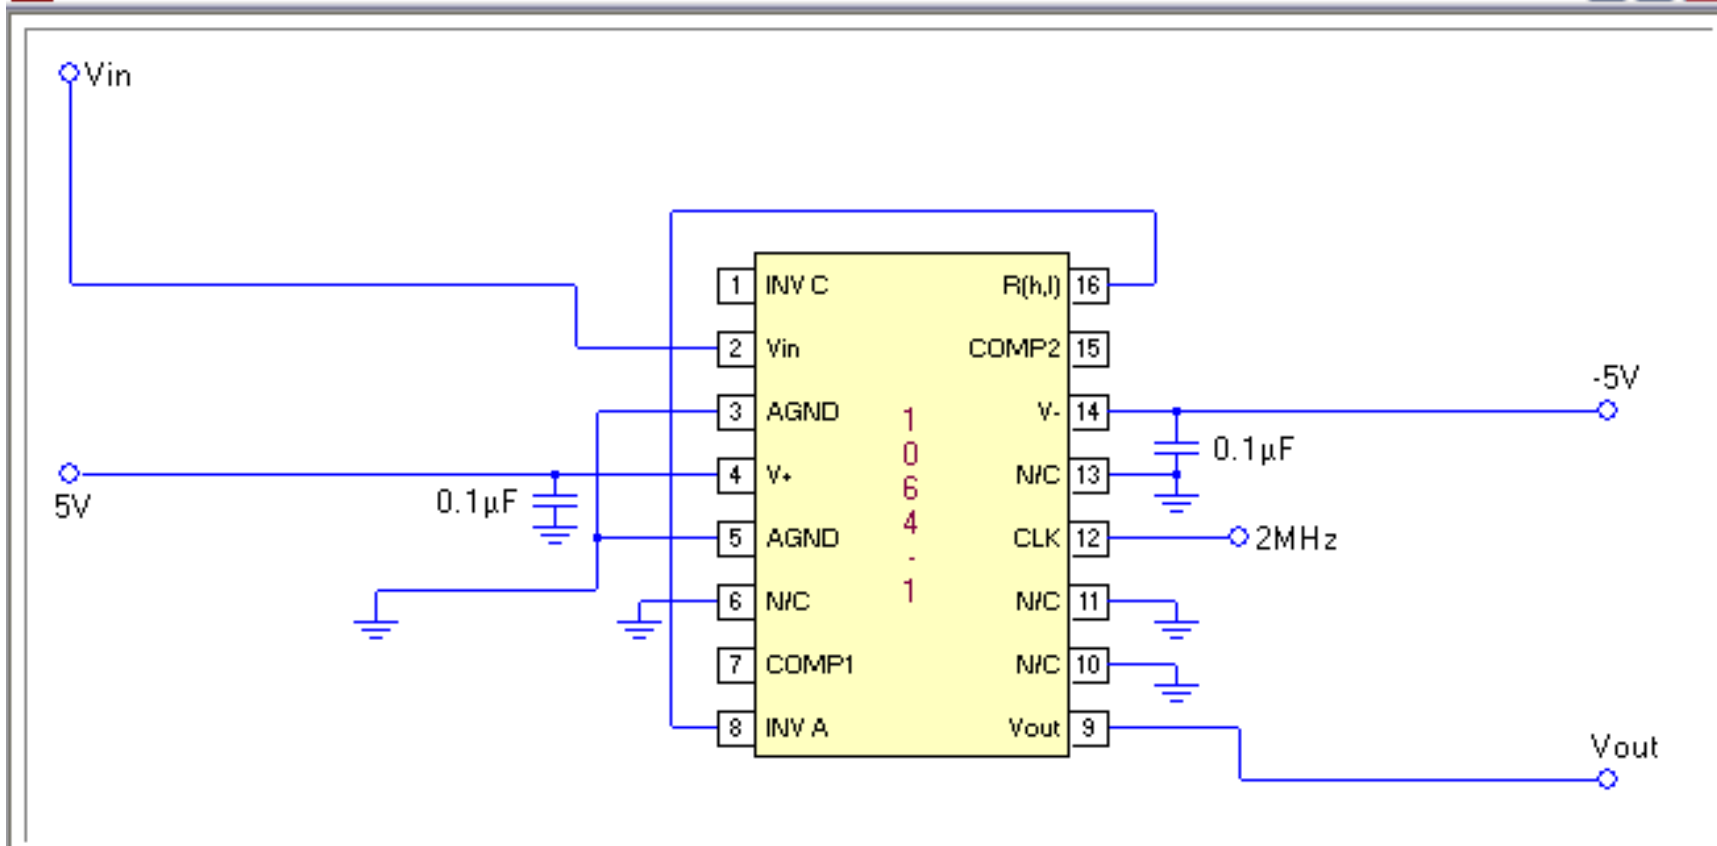 Vin
1 INV C
R(h,l) 16
2 Vin
COMP2 15
-5V
3 AGND
V- 14
0.1µF
5V
0.1µF
4 V+
N/C 13
5 AGND
CLK 12
2MHz
6 N/C
N/C 11
7 COMP1
N/C 10
8 INV A
Vout 9
Vout
1
0
6
4
-
1